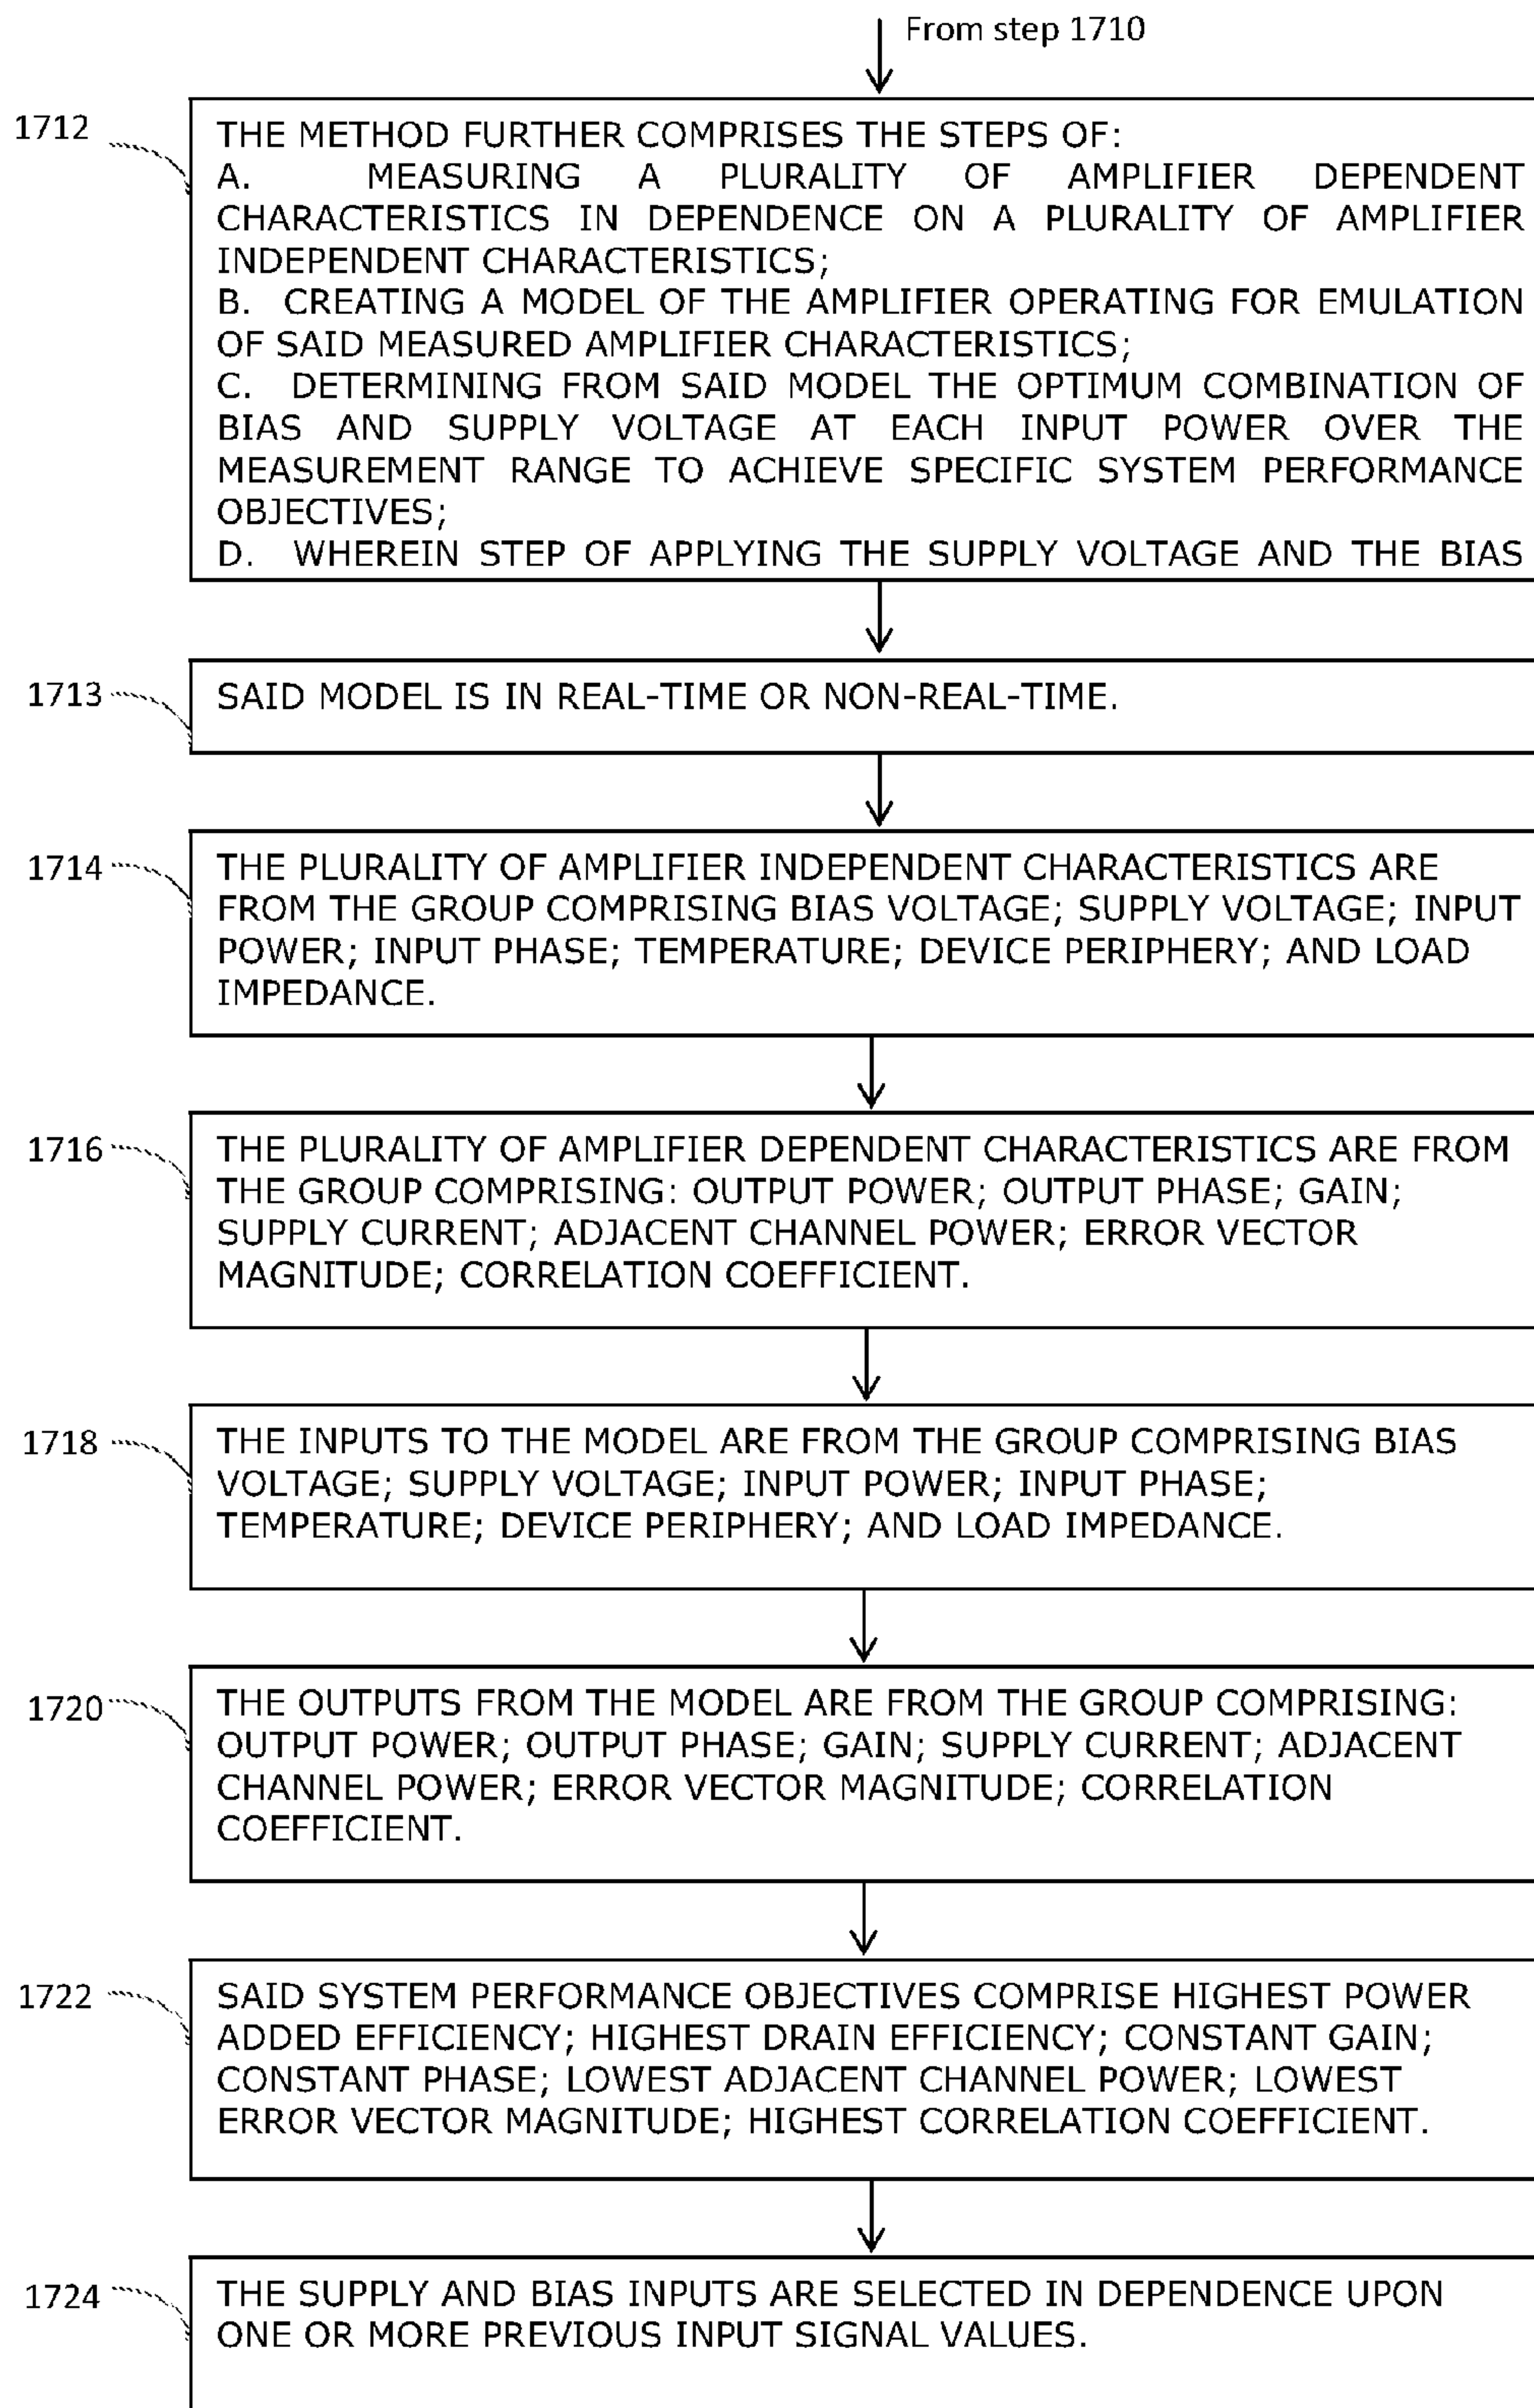 From step 1710
1712
THE METHOD FURTHER COMPRISES THE STEPS OF:
A. MEASURING A PLURALITY OF AMPLIFIER DEPENDENT
CHARACTERISTICS IN DEPENDENCE ON A PLURALITY OF AMPLIFIER
INDEPENDENT CHARACTERISTICS;
B. CREATING A MODEL OF THE AMPLIFIER OPERATING FOR EMULATION
OF SAID MEASURED AMPLIFIER CHARACTERISTICS;
C. DETERMINING FROM SAID MODEL THE OPTIMUM COMBINATION OF
BIAS AND SUPPLY VOLTAGE AT EACH INPUT POWER OVER THE
MEASUREMENT RANGE TO ACHIEVE SPECIFIC SYSTEM PERFORMANCE
OBJECTIVES;
D. WHEREIN STEP OF APPLYING THE SUPPLY VOLTAGE AND THE BIAS
1713
SAID MODEL IS IN REAL-TIME OR NON-REAL-TIME.
1714
THE PLURALITY OF AMPLIFIER INDEPENDENT CHARACTERISTICS ARE
FROM THE GROUP COMPRISING BIAS VOLTAGE; SUPPLY VOLTAGE; INPUT
POWER; INPUT PHASE; TEMPERATURE; DEVICE PERIPHERY; AND LOAD
IMPEDANCE.
1716
THE PLURALITY OF AMPLIFIER DEPENDENT CHARACTERISTICS ARE FROM
THE GROUP COMPRISING: OUTPUT POWER; OUTPUT PHASE; GAIN;
SUPPLY CURRENT; ADJACENT CHANNEL POWER; ERROR VECTOR
MAGNITUDE; CORRELATION COEFFICIENT.
1718
THE INPUTS TO THE MODEL ARE FROM THE GROUP COMPRISING BIAS
VOLTAGE; SUPPLY VOLTAGE; INPUT POWER; INPUT PHASE;
TEMPERATURE; DEVICE PERIPHERY; AND LOAD IMPEDANCE.
1720
THE OUTPUTS FROM THE MODEL ARE FROM THE GROUP COMPRISING:
OUTPUT POWER; OUTPUT PHASE; GAIN; SUPPLY CURRENT; ADJACENT
CHANNEL POWER; ERROR VECTOR MAGNITUDE; CORRELATION
COEFFICIENT.
1722
SAID SYSTEM PERFORMANCE OBJECTIVES COMPRISE HIGHEST POWER
ADDED EFFICIENCY; HIGHEST DRAIN EFFICIENCY; CONSTANT GAIN;
CONSTANT PHASE; LOWEST ADJACENT CHANNEL POWER; LOWEST
ERROR VECTOR MAGNITUDE; HIGHEST CORRELATION COEFFICIENT.
1724
THE SUPPLY AND BIAS INPUTS ARE SELECTED IN DEPENDENCE UPON
ONE OR MORE PREVIOUS INPUT SIGNAL VALUES.